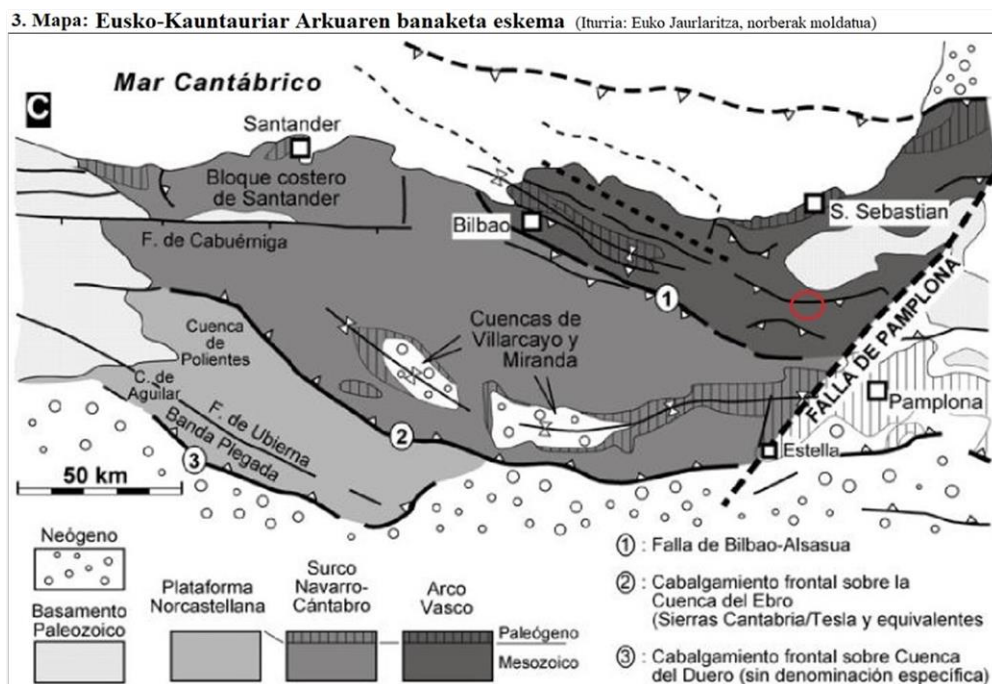 3. Mapa: Eusko-Kauntauriar Arkuaren banaketa eskema (Iturria: Euko Jaurlaritza, norberak moldatua)
Mar Cantábrico
C
Santander
Bloque costero
de Santander
Bilbao
S. Sebastian
F. de Cabuérniga
1
FALLA DE PAMPLONA
Cuenca
de
Polientes
Cuencas de
Villarcayo y
Miranda
C. de
Aguilar
F. de Ubierna
Banda Plegada
Pamplona
2
Estella
3
50 km
Neógeno
Basamento
Paleozoico
Plataforma
Norcastellana
Surco
Navarro-
Cántabro
Arco
Vasco
Paleógeno
Mesozoico
1 : Falla de Bilbao-Alsasua
2 : Cabalgamiento frontal sobre la
Cuenca del Ebro
(Sierras Cantabria/Tesla y equivalentes
3 : Cabalgamiento frontal sobre Cuenca
del Duero (sin denominación específica)